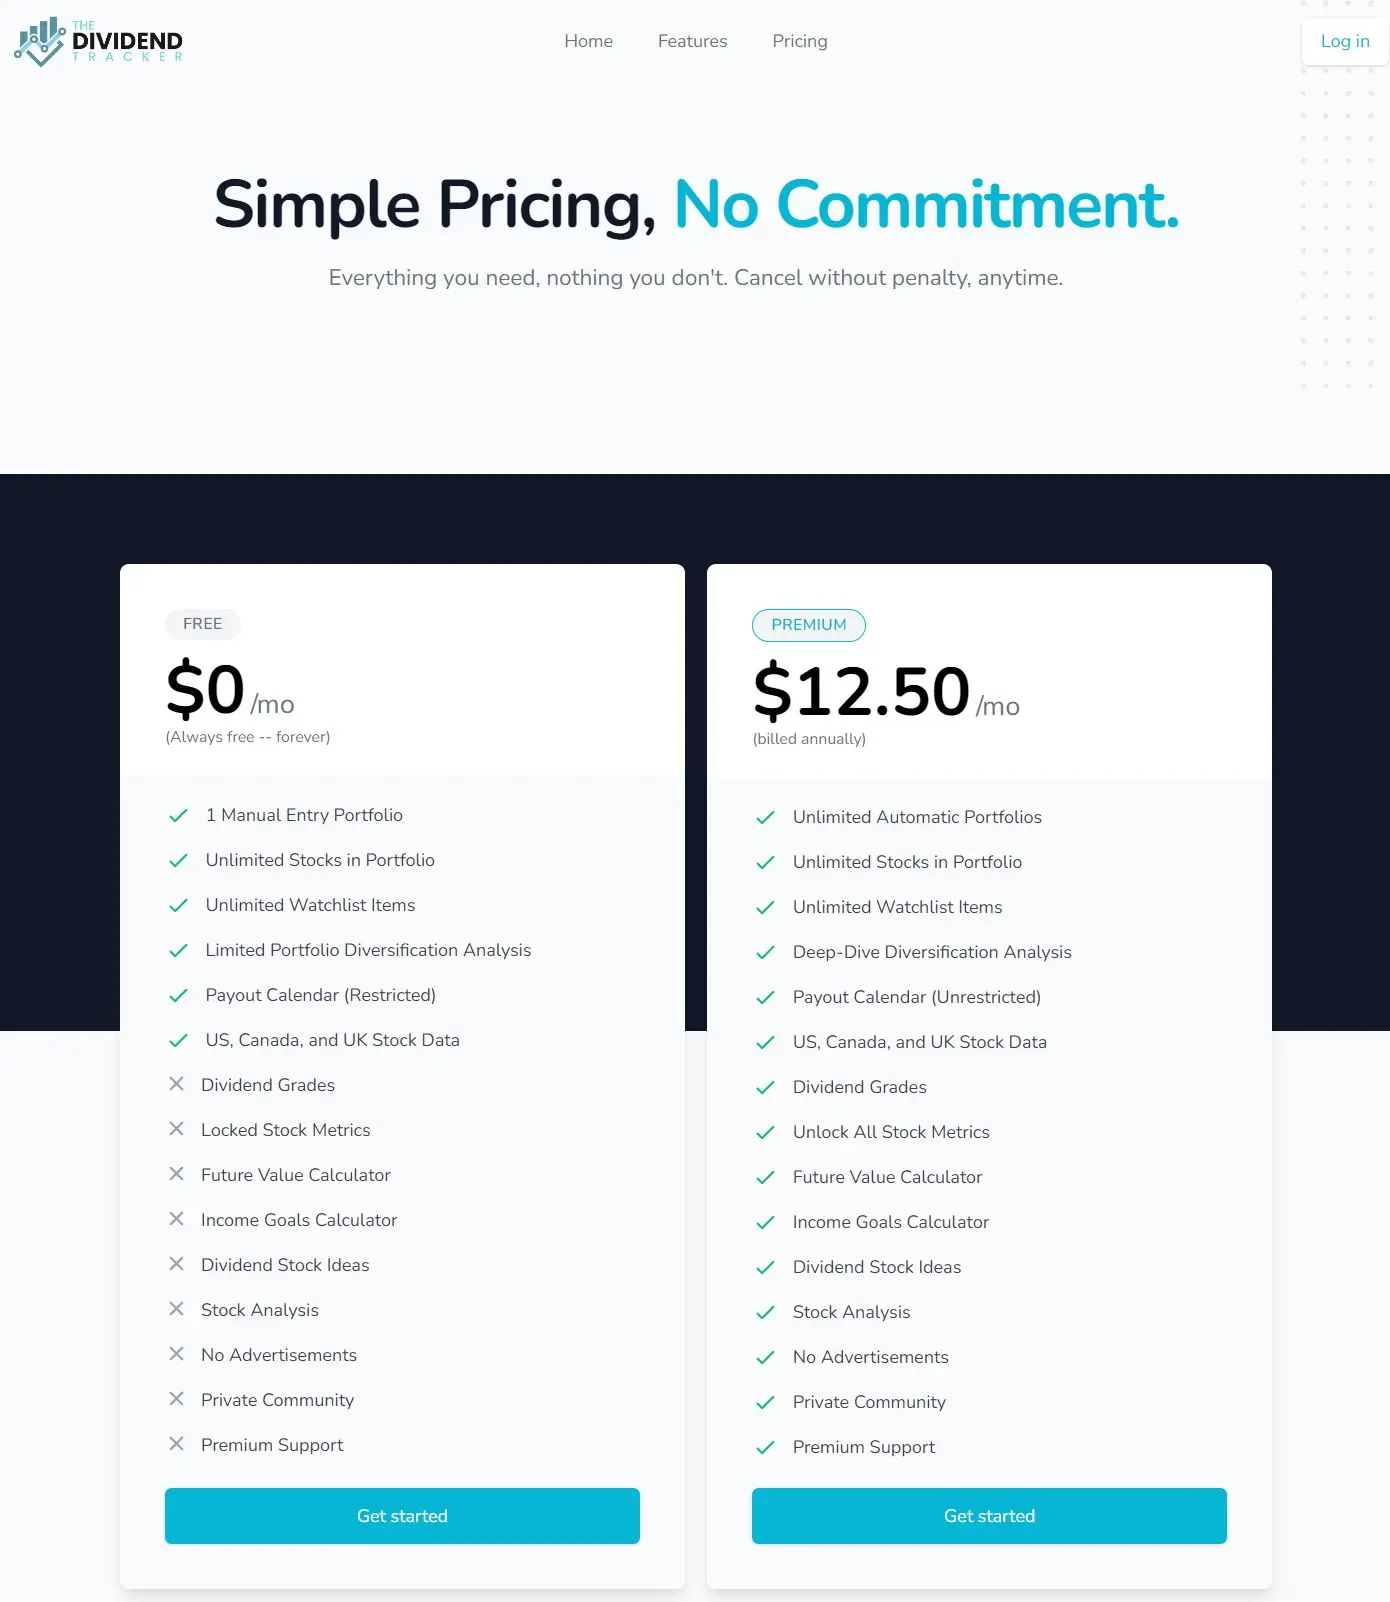 THE
DIVIDEND
TRACKER
Home Features Pricing
Log in
Simple Pricing, No Commitment.
Everything you need, nothing you don't. Cancel without penalty, anytime.
FREE
$0 /mo
(Always free -- forever)
1 Manual Entry Portfolio
Unlimited Stocks in Portfolio
Unlimited Watchlist Items
Limited Portfolio Diversification Analysis
Payout Calendar (Restricted)
US, Canada, and UK Stock Data
Dividend Grades
Locked Stock Metrics
Future Value Calculator
Income Goals Calculator
Dividend Stock Ideas
Stock Analysis
No Advertisements
Private Community
Premium Support
Get started
PREMIUM
$12.50 /mo
(billed annually)
Unlimited Automatic Portfolios
Unlimited Stocks in Portfolio
Unlimited Watchlist Items
Deep-Dive Diversification Analysis
Payout Calendar (Unrestricted)
US, Canada, and UK Stock Data
Dividend Grades
Unlock All Stock Metrics
Future Value Calculator
Income Goals Calculator
Dividend Stock Ideas
Stock Analysis
No Advertisements
Private Community
Premium Support
Get started